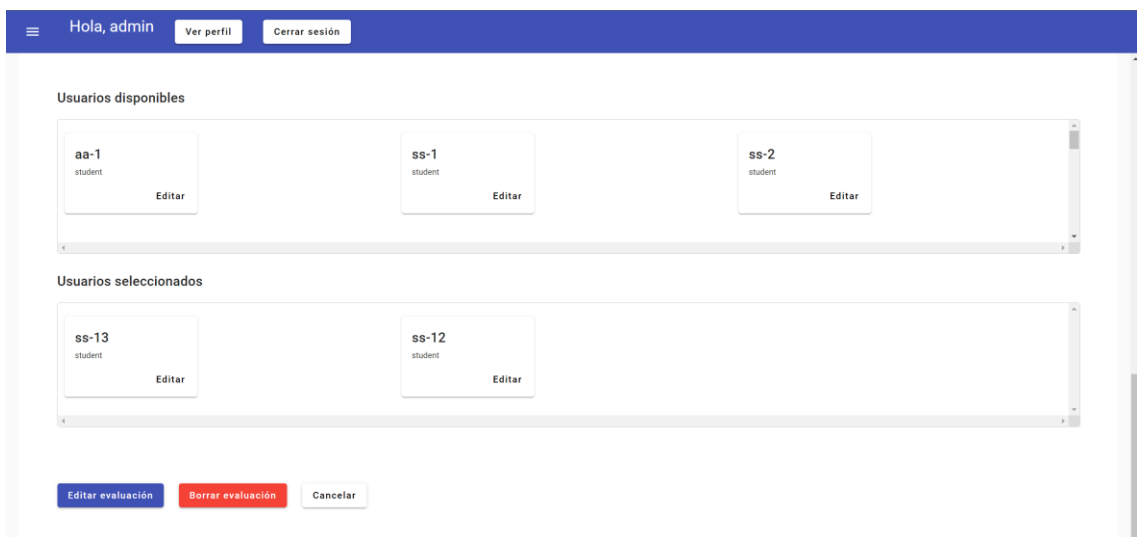 Hola, admin Ver perfil Cerrar sesión
Usuarios disponibles
aa-1 ss-1 ss-2
student student student
Editar Editar Editar
Usuarios seleccionados
ss-13 ss-12
student student
Editar Editar
Editar evaluación Borrar evaluación Cancelar